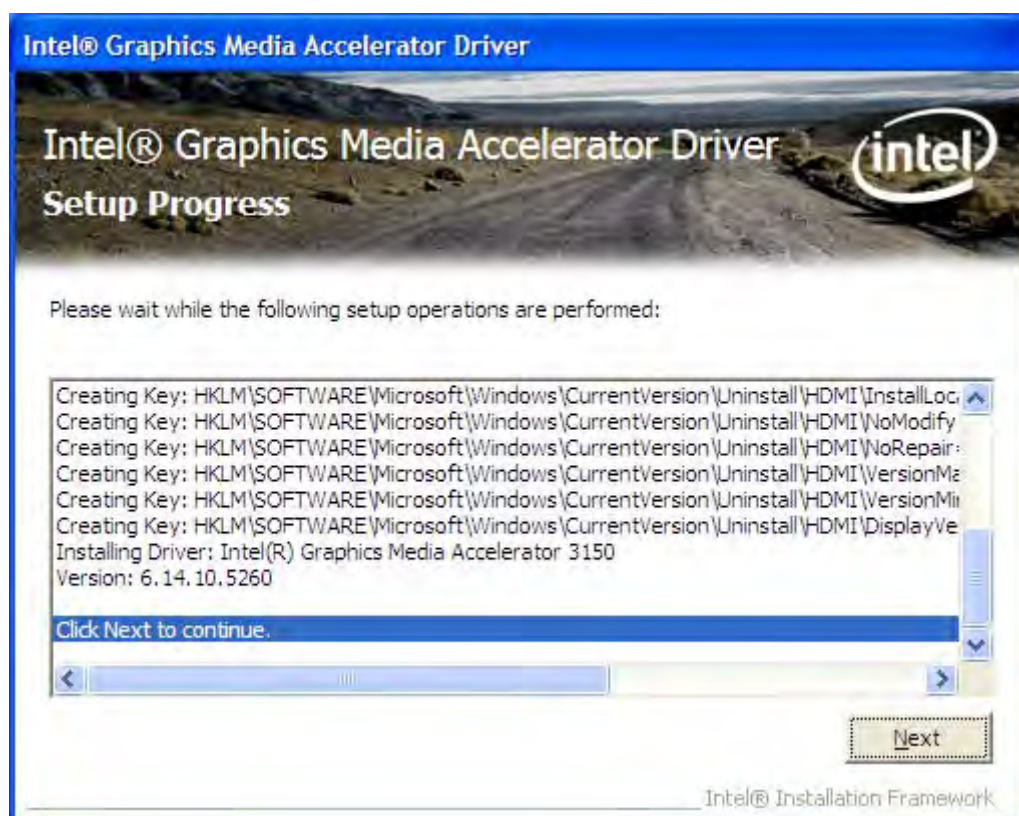 Intel® Graphics Media Accelerator Driver
Intel® Graphics Media Accelerator Driver
intel
Setup Progress
Please wait while the following setup operations are performed:
Creating Key: HKLM\SOFTWARE\Microsoft\Windows\CurrentVersion\Uninstall\HDMI\InstallLoc
Creating Key: HKLM\SOFTWARE\Microsoft\Windows\CurrentVersion\Uninstall\HDMI\NoModify
Creating Key: HKLM\SOFTWARE\Microsoft\Windows\CurrentVersion\Uninstall\HDMI\NoRepair=
Creating Key: HKLM\SOFTWARE\Microsoft\Windows\CurrentVersion\Uninstall\HDMI\VersionMa
Creating Key: HKLM\SOFTWARE\Microsoft\Windows\CurrentVersion\Uninstall\HDMI\VersionMi
Creating Key: HKLM\SOFTWARE\Microsoft\Windows\CurrentVersion\Uninstall\HDMI\DisplayVe
Installing Driver: Intel(R) Graphics Media Accelerator 3150
Version: 6.14.10.5260
Click Next to continue.
Next
Intel® Installation Framework